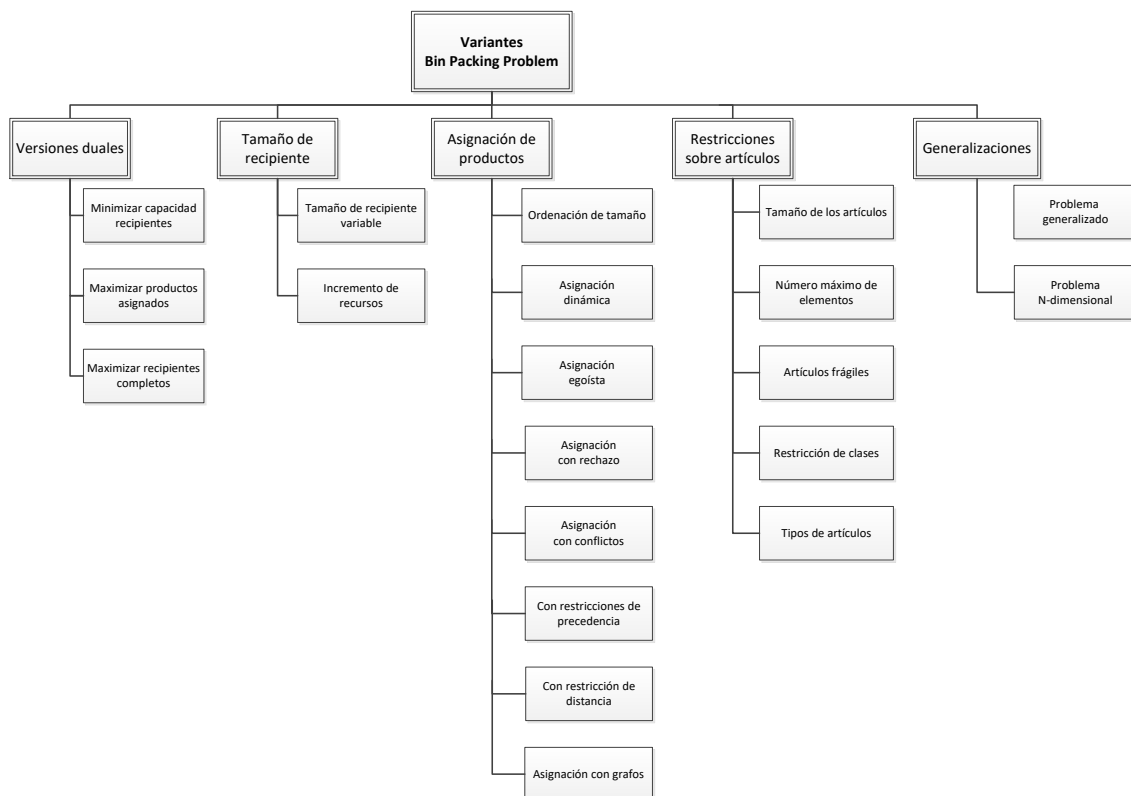 Variantes
Bin Packing Problem
Versiones duales
Tamaño de
recipiente
Asignación de
productos
Restricciones
sobre artículos
Generalizaciones
Minimizar capacidad
recipientes
Maximizar productos
asignados
Maximizar recipientes
completos
Tamaño de recipiente
variable
Incremento de
recursos
Ordenación de tamaño
Asignación
dinámica
Asignación
egoísta
Asignación
con rechazo
Asignación
con conflictos
Con restricciones de
precedencia
Con restricción de
distancia
Asignación con grafos
Tamaño de los artículos
Número máximo de
elementos
Artículos frágiles
Restricción de clases
Tipos de artículos
Problema
generalizado
Problema
N-dimensional